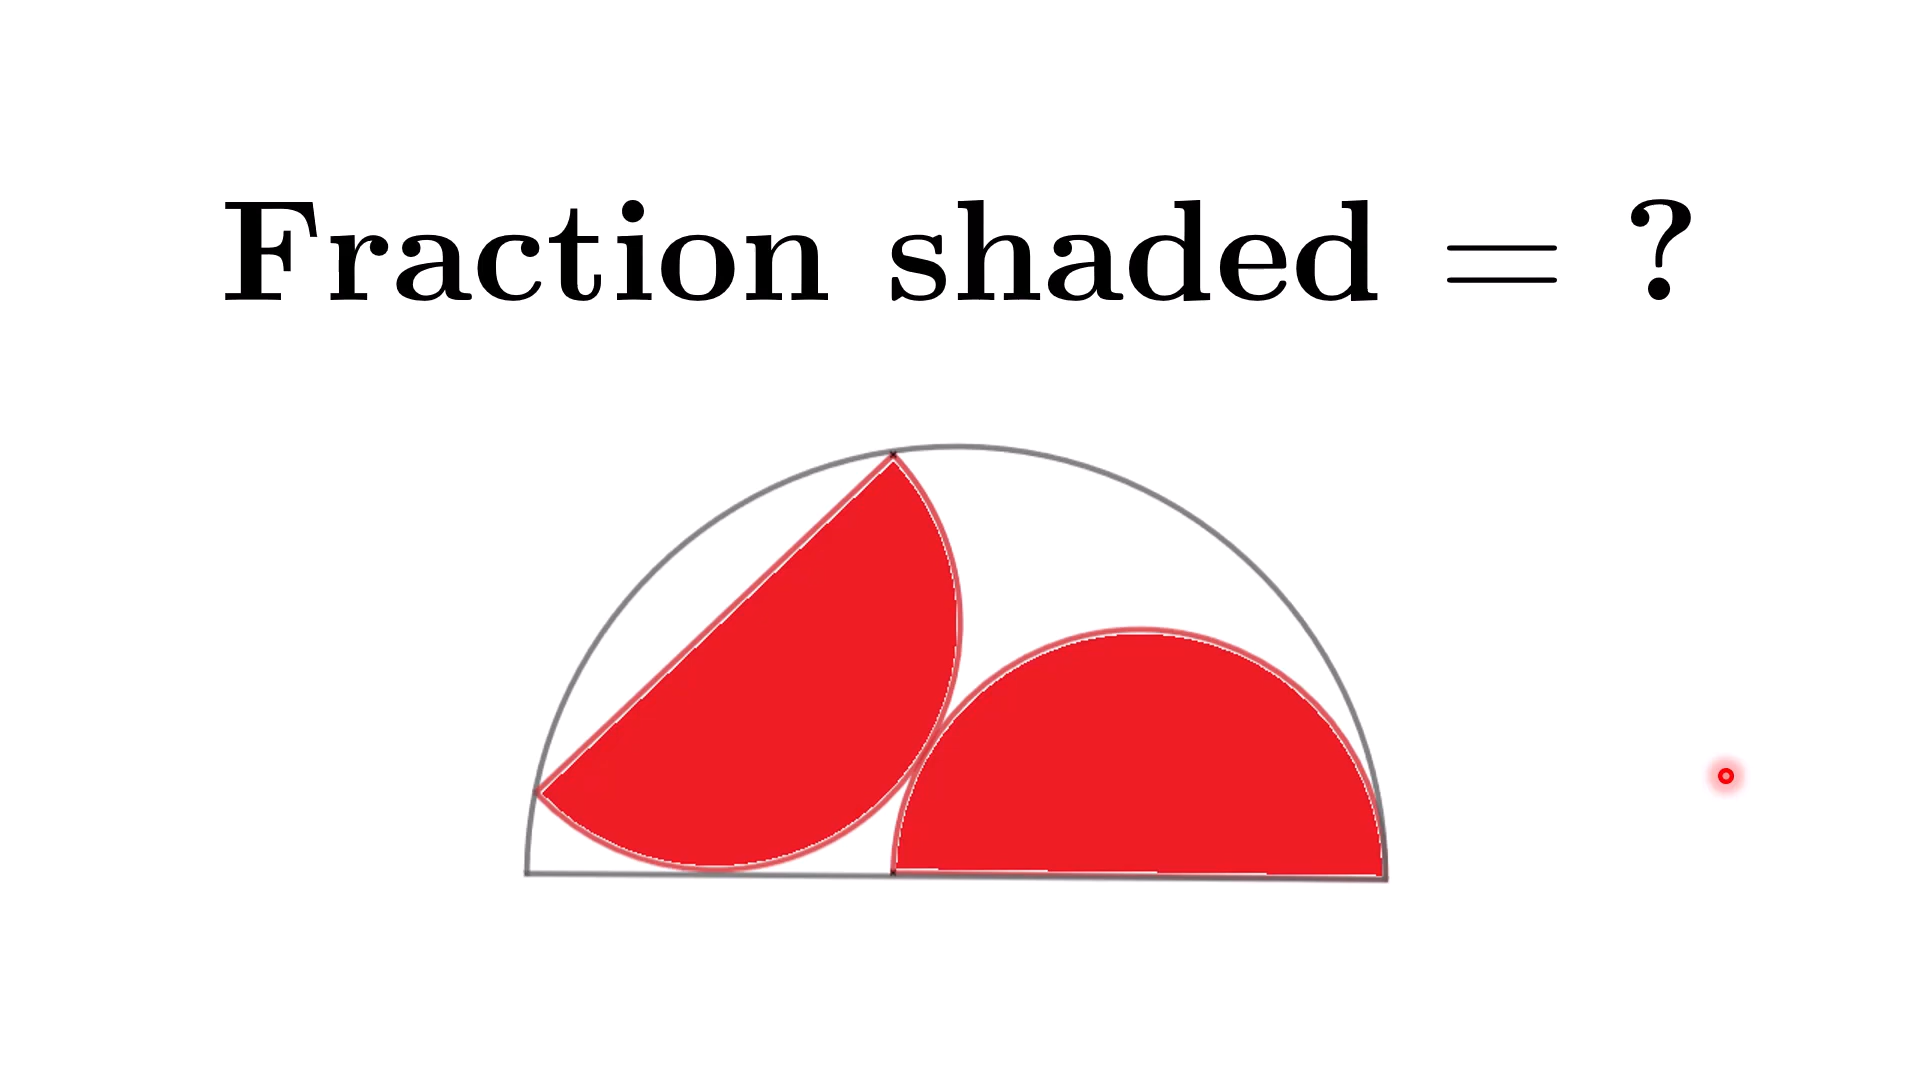 Fraction shaded = ?